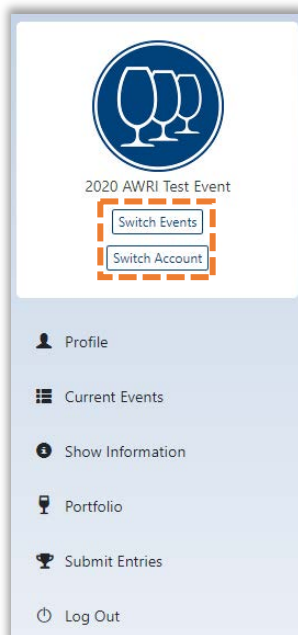 2020 AWRI Test Event
Switch Events
Switch Account
Profile
Current Events
Show Information
Portfolio
Submit Entries
Log Out